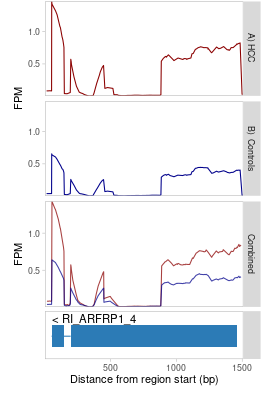 1.0
0.5
A) HCC
FPM
1.0
0.5
B) Controls
1.0
0.5
Combined
FPM
< RI_ARFRP1_4
500
1000
1500
Distance from region start (bp)